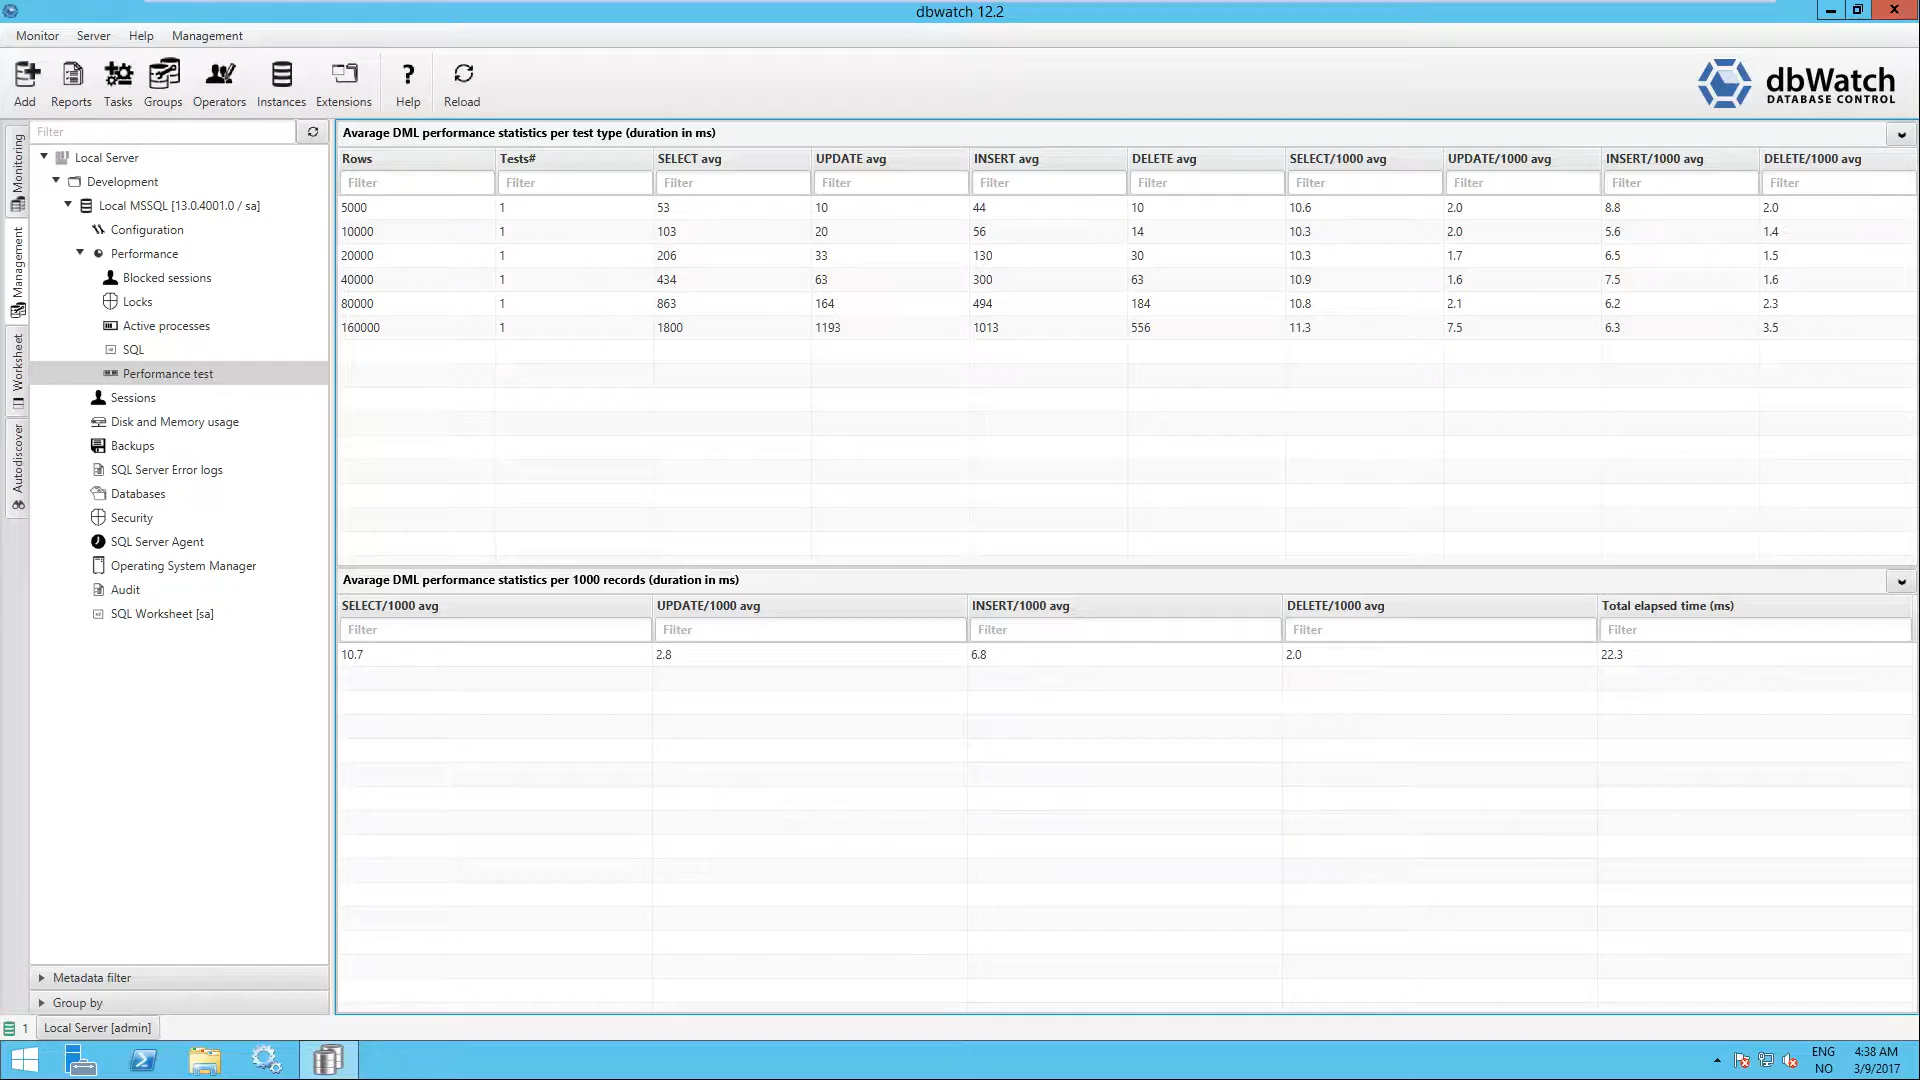 dbwatch 12.2
Monitor Server Help Management
Add Reports Tasks Groups Operators Instances Extensions ? Help Reload
dbWatch
DATABASE CONTROL
Monitoring
Management
Worksheet
Autodiscover
Filter
Local Server
Development
Local MSSQL [13.0.4001.0 / sa]
Configuration
Performance
Blocked sessions
Locks
Active processes
SQL
Performance test
Sessions
Disk and Memory usage
Backups
SQL Server Error logs
Databases
Security
SQL Server Agent
Operating System Manager
Audit
SQL Worksheet [sa]
Metadata filter
Group by
Avarage DML performance statistics per test type (duration in ms)
Rows Tests# SELECT avg UPDATE avg INSERT avg DELETE avg SELECT/1000 avg UPDATE/1000 avg INSERT/1000 avg DELETE/1000 avg
Filter Filter Filter Filter Filter Filter Filter Filter Filter Filter
5000 1 53 10 44 10 10.6 2.0 8.8 2.0
10000 1 103 20 56 14 10.3 2.0 5.6 1.4
20000 1 206 33 130 30 10.3 1.7 6.5 1.5
40000 1 434 63 300 63 10.9 1.6 7.5 1.6
80000 1 863 164 494 184 10.8 2.1 6.2 2.3
160000 1 1800 1193 1013 556 11.3 7.5 6.3 3.5
Avarage DML performance statistics per 1000 records (duration in ms)
SELECT/1000 avg UPDATE/1000 avg INSERT/1000 avg DELETE/1000 avg Total elapsed time (ms)
Filter Filter Filter Filter Filter
10.7 2.8 6.8 2.0 22.3
1 Local Server [admin]
ENG 4:38 AM
NO 3/9/2017